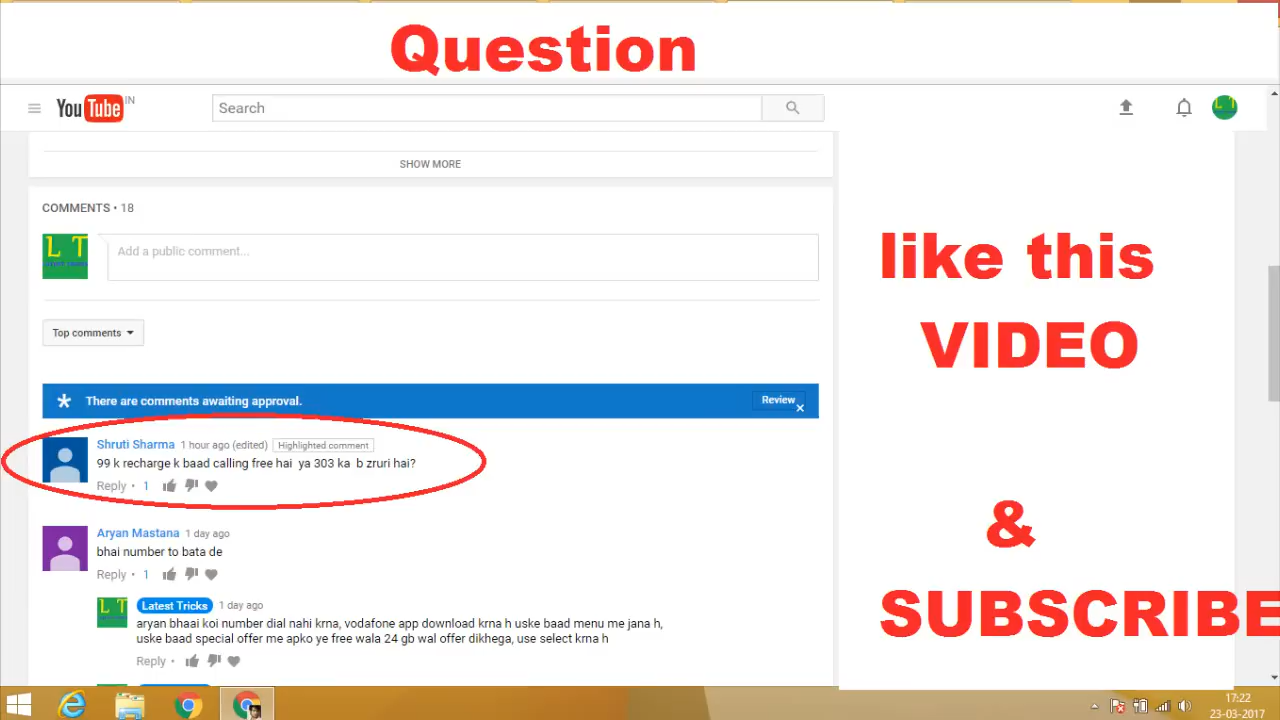 Question
YouTube IN
Search
L T
SHOW MORE
COMMENTS • 18
L T
Add a public comment...
Top comments
There are comments awaiting approval.
Review
Shruti Sharma 1 hour ago (edited) Highlighted comment
99 k recharge k baad calling free hai ya 303 ka b zruri hai?
Reply • 1
Aryan Mastana 1 day ago
bhai number to bata de
Reply • 1
L T
Latest Tricks 1 day ago
aryan bhaai koi number dial nahi krna, vodafone app download krna h uske baad menu me jana h,
uske baad special offer me apko ye free wala 24 gb wal offer dikhega, use select krna h
Reply •
like this
VIDEO
&
SUBSCRIBE
17:22
23-03-2017